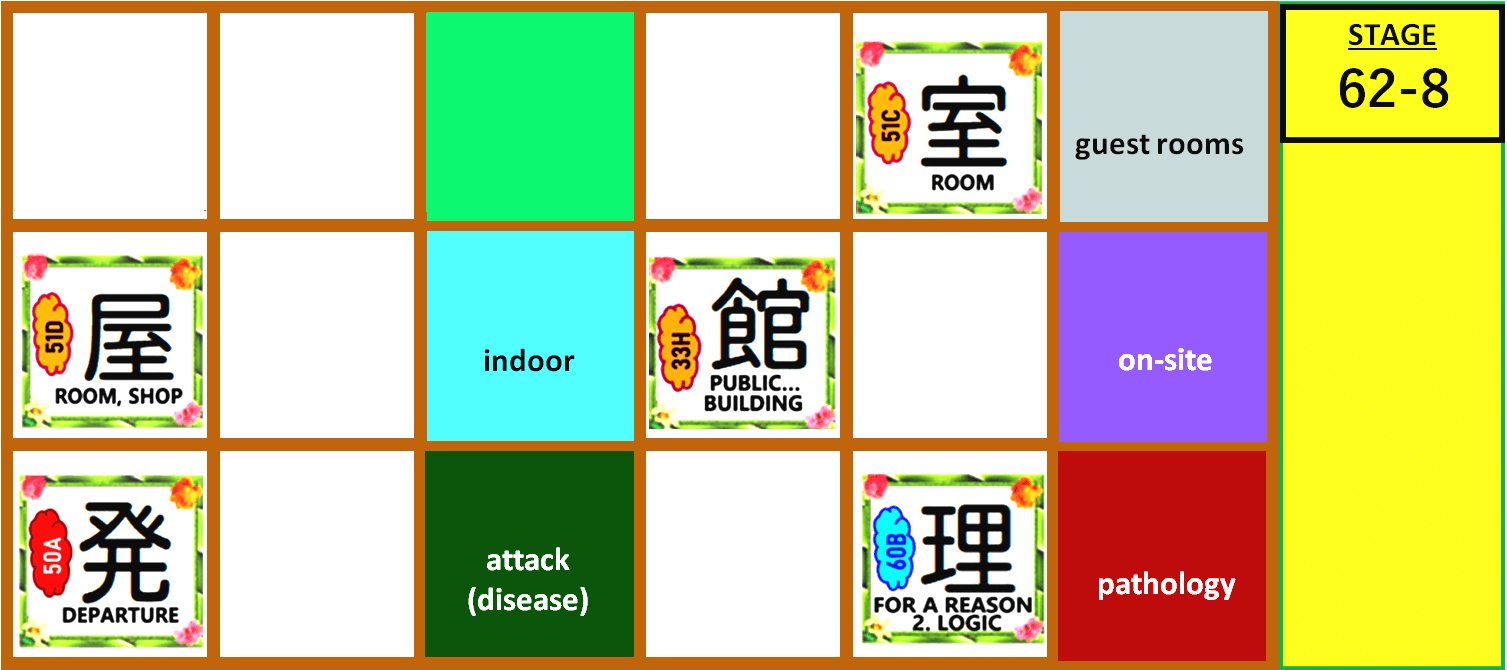 51C
室
ROOM
guest rooms
STAGE
62-8
51D
屋
ROOM, SHOP
indoor
33H
館
PUBLIC...
BUILDING
on-site
50A
発
DEPARTURE
attack
(disease)
60B
理
FOR A REASON
2. LOGIC
pathology